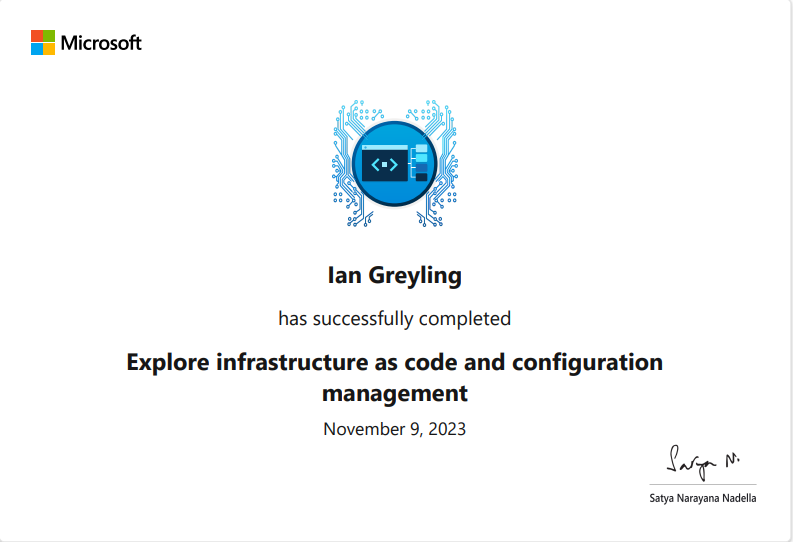 Microsoft
Ian Greyling
has successfully completed
Explore infrastructure as code and configuration
management
November 9, 2023
Satya N.
Satya Narayana Nadella